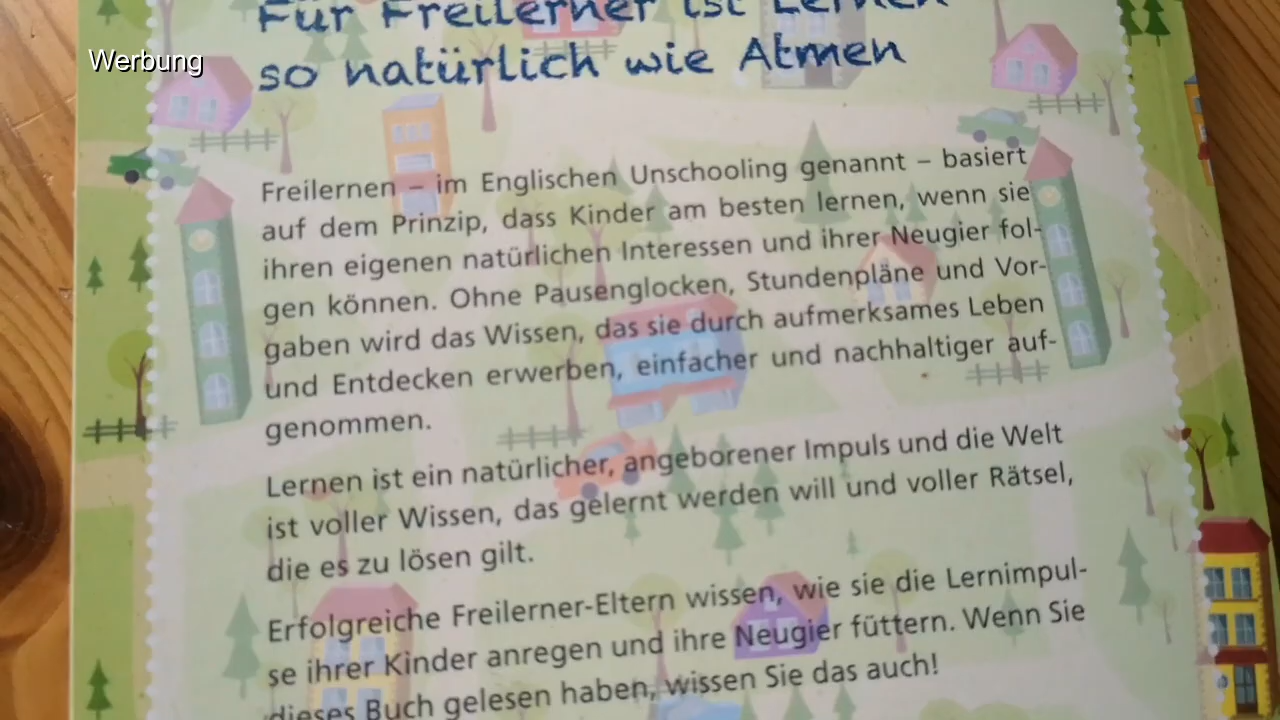 Für Freilerner ist Lernen
so natürlich wie Atmen
Werbung
Freilernen – im Englischen Unschooling genannt – basiert
auf dem Prinzip, dass Kinder am besten lernen, wenn sie
ihren eigenen natürlichen Interessen und ihrer Neugier fol-
gen können. Ohne Pausenglocken, Stundenpläne und Vor-
gaben wird das Wissen, das sie durch aufmerksames Leben
und Entdecken erwerben, einfacher und nachhaltiger auf-
genommen.
Lernen ist ein natürlicher, angeborener Impuls und die Welt
ist voller Wissen, das gelernt werden will und voller Rätsel,
die es zu lösen gilt.
Erfolgreiche Freilerner-Eltern wissen, wie sie die Lernimpul-
se ihrer Kinder anregen und ihre Neugier füttern. Wenn Sie
dieses Buch gelesen haben, wissen Sie das auch!